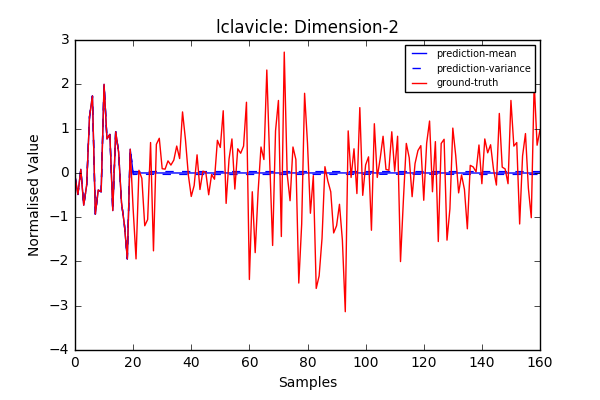 lclavicle: Dimension-2
prediction-mean
prediction-variance
ground-truth
Normalised Value
3
2
1
0
−1
−2
−3
−4
0 20 40 60 80 100 120 140 160
Samples